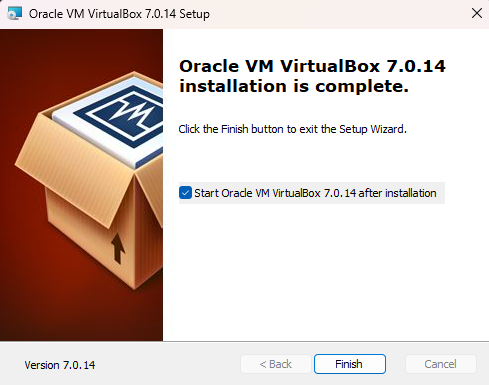 Oracle VM VirtualBox 7.0.14 Setup
Oracle VM VirtualBox 7.0.14
installation is complete.
Click the Finish button to exit the Setup Wizard.
Start Oracle VM VirtualBox 7.0.14 after installation
Version 7.0.14
< Back
Finish
Cancel